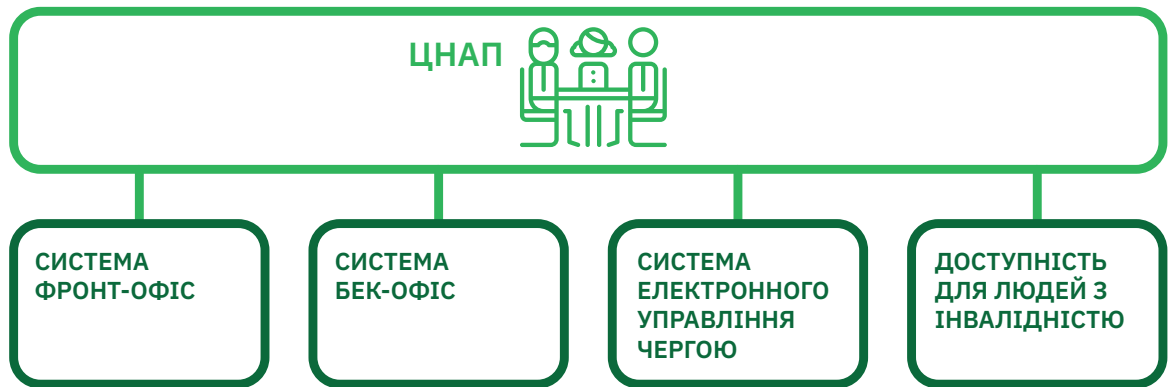 ЦНАП
СИСТЕМА
ФРОНТ-ОФІС
СИСТЕМА
БЕК-ОФІС
СИСТЕМА
ЕЛЕКТРОННОГО
УПРАВЛІННЯ
ЧЕРГОЮ
ДОСТУПНІСТЬ
ДЛЯ ЛЮДЕЙ З
ІНВАЛІДНІСТЮ